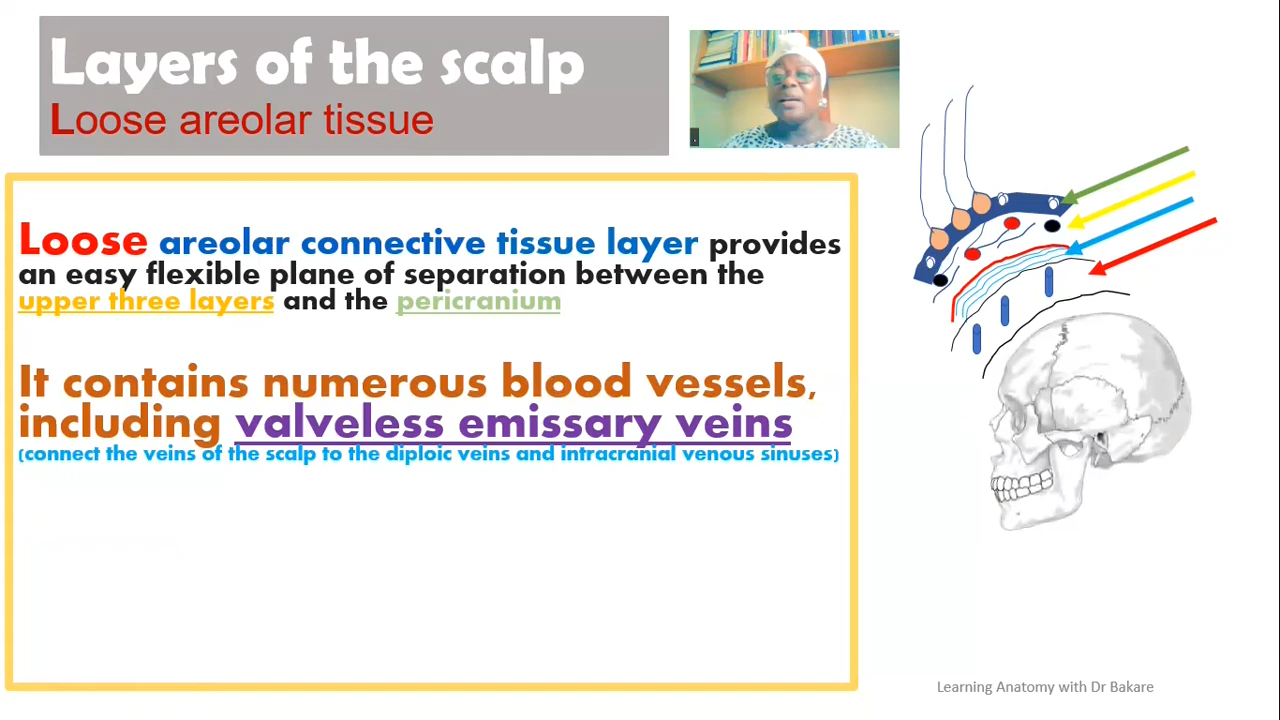 Layers of the scalp
Loose areolar tissue
Loose areolar connective tissue layer provides
an easy flexible plane of separation between the
upper three layers and the pericranium
It contains numerous blood vessels,
including valveless emissary veins
(connect the veins of the scalp to the diploic veins and intracranial venous sinuses)
Learning Anatomy with Dr Bakare